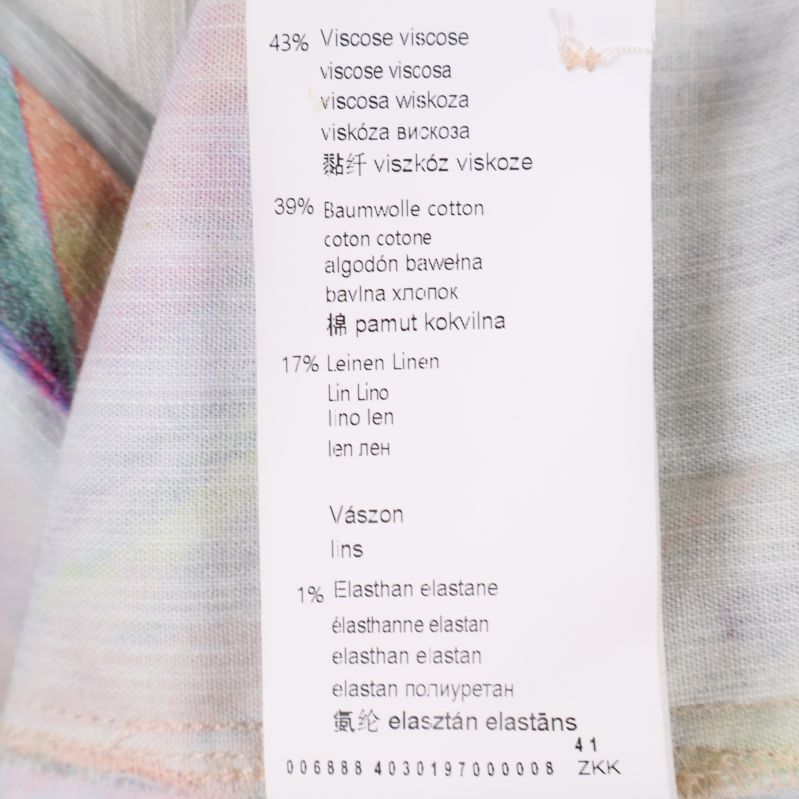 43% Viscose viscose
viscose viscosa
viscosa wiskoza
viskóza вискоза
黏纤 viszkóz viskoze
39% Baumwolle cotton
coton cotone
algodón bawełna
bavlna хлопок
棉 pamut kokvilna
17% Leinen Linen
Lin Lino
lino len
len лен
Vászon
lins
1% Elasthan elastane
élasthanne elastan
elasthan elastan
elastan полиуретан
氨纶 elasztán elastāns
41
006888 4030197000008 ZKK